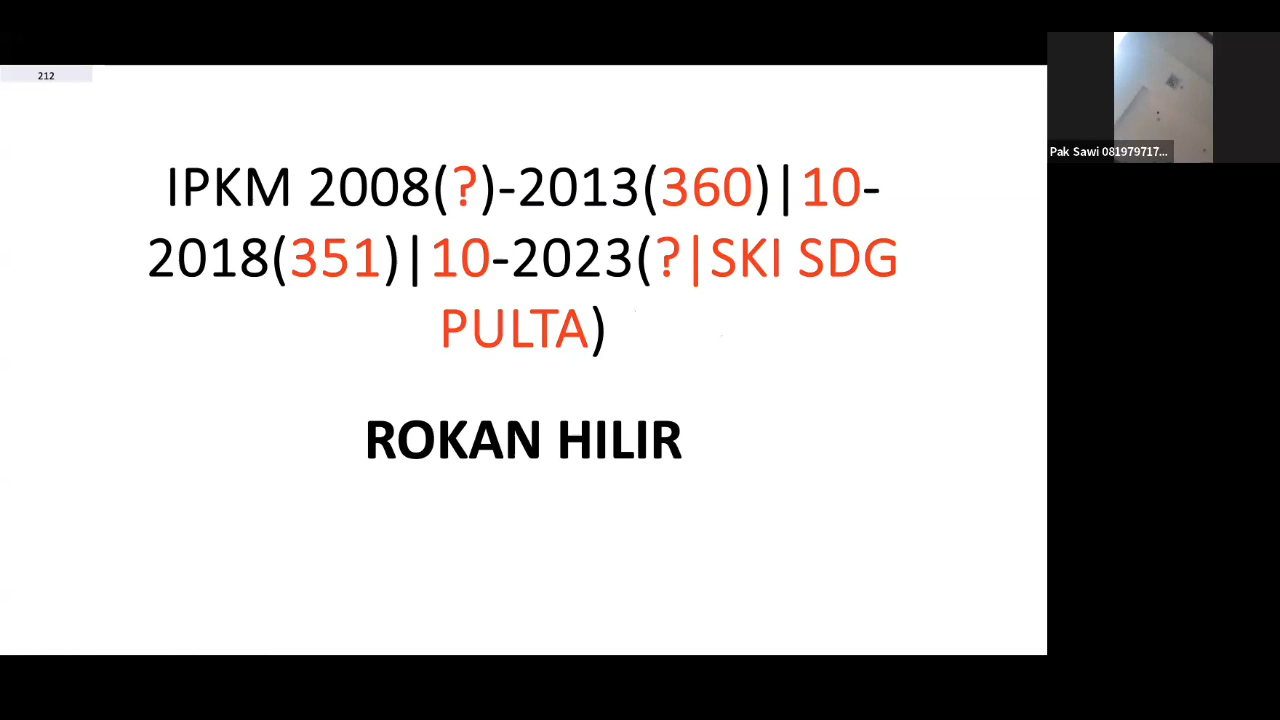 212
IPKM 2008(?)-2013(360)|10-
2018(351)|10-2023(?|SKI SDG
PULTA)
ROKAN HILIR
Pak Sawi 081979717...